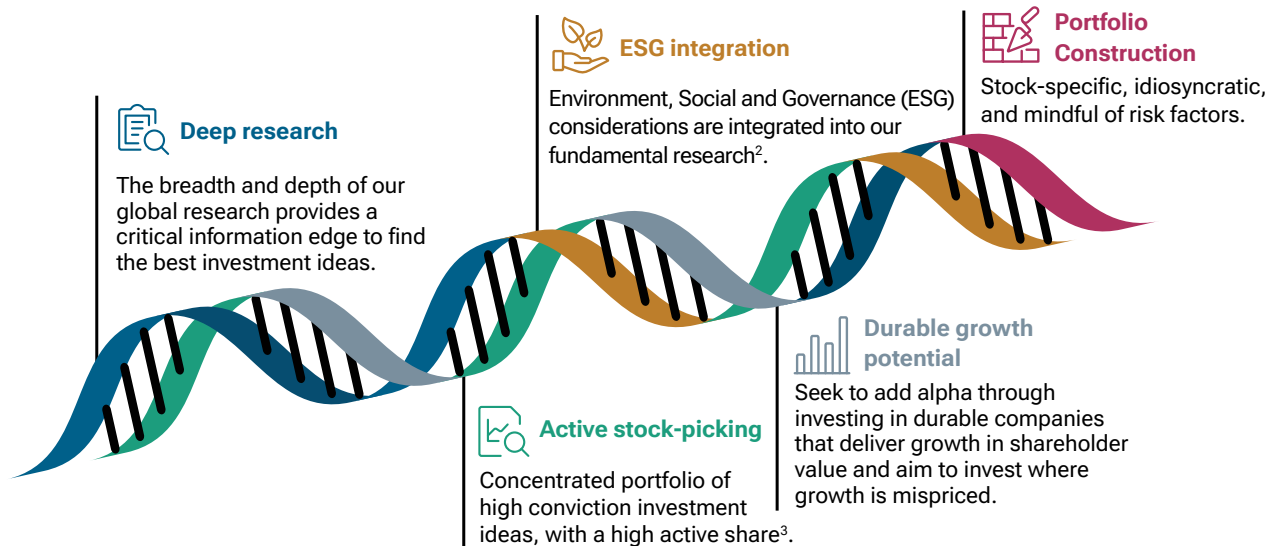 Deep research
The breadth and depth of our
global research provides a
critical information edge to find
the best investment ideas.
Active stock-picking
Concentrated portfolio of
high conviction investment
ideas, with a high active share³.
ESG integration
Environment, Social and Governance (ESG)
considerations are integrated into our
fundamental research².
Durable growth
potential
Seek to add alpha through
investing in durable companies
that deliver growth in shareholder
value and aim to invest where
growth is mispriced.
Portfolio
Construction
Stock-specific, idiosyncratic,
and mindful of risk factors.